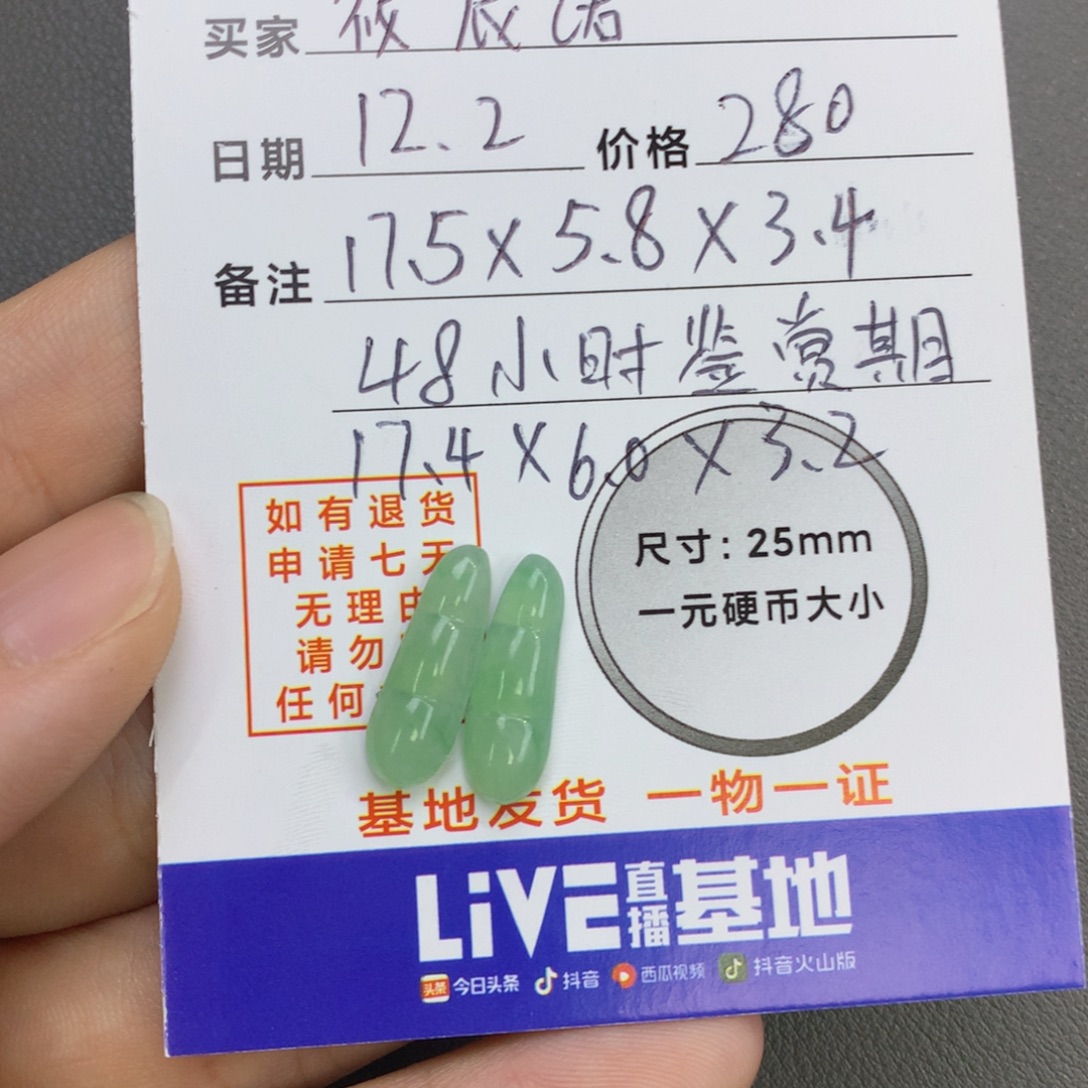 买家
日期 12.2 价格 280
备注 17.5×5.8×3.4
48小时鉴赏期
17.4×6.0×3.2
如有退货
申请七天
无理由
请勿
任何
尺寸：25mm
一元硬币大小
基地发货 一物一证
LiVE直播基地
头条 今日头条 抖音 西瓜视频 抖音火山版